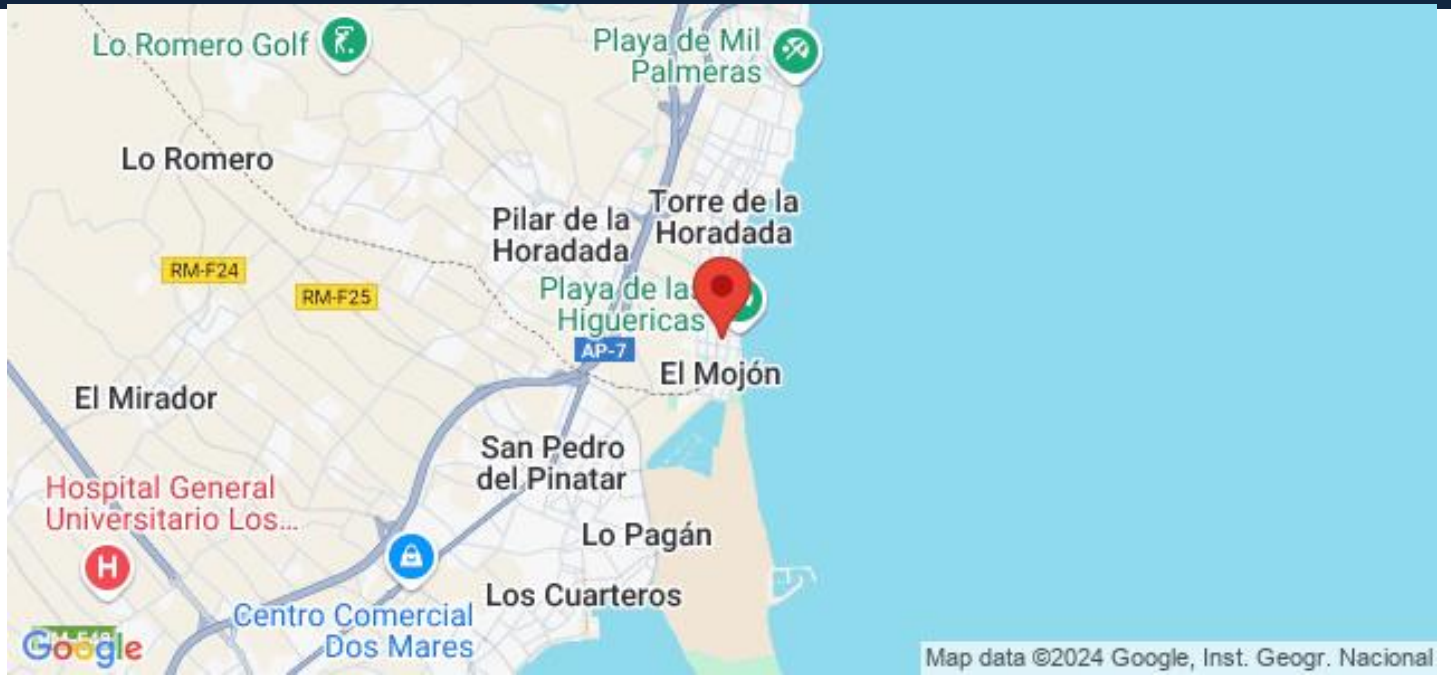 Lo Romero Golf
Playa de Mil
Palmeras
Lo Romero
Torre de la
Horadada
Pilar de la
Horadada
RM-F24
RM-F25
Playa de las
Higuericas
AP-7
El Mojón
El Mirador
San Pedro
del Pinatar
Hospital General
Universitario Los...
H
Lo Pagán
Los Cuarteros
Centro Comercial
Dos Mares
Google
Map data ©2024 Google, Inst. Geogr. Nacional